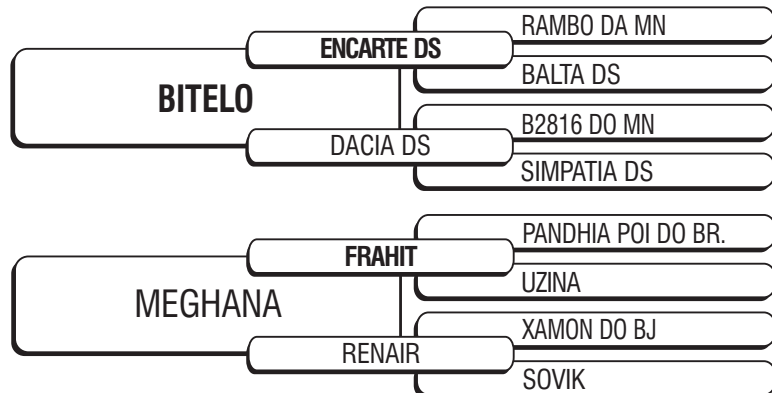 RAMBO DA MN
ENCARTE DS
BALTA DS
BITELO
B2816 DO MN
DACIA DS
SIMPATIA DS
PANDHIA POI DO BR.
FRAHIT
UZINA
MEGHANA
XAMON DO BJ
RENAIR
SOVIK